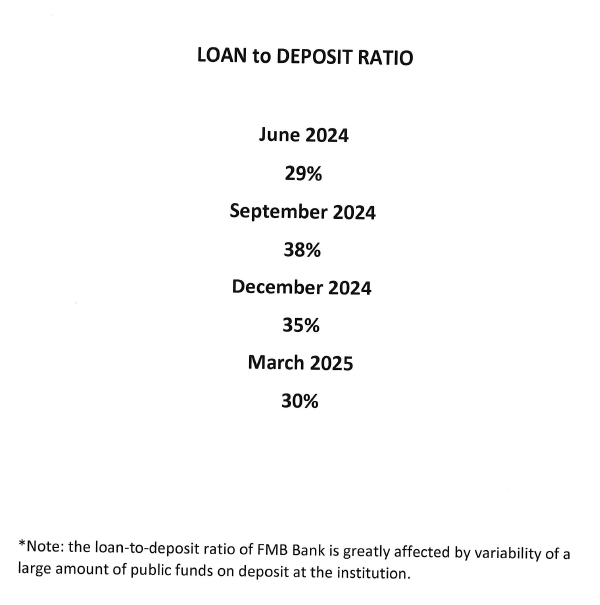 LOAN to DEPOSIT RATIO
June 2024
29%
September 2024
38%
December 2024
35%
March 2025
30%
*Note: the loan-to-deposit ratio of FMB Bank is greatly affected by variability of a
large amount of public funds on deposit at the institution.